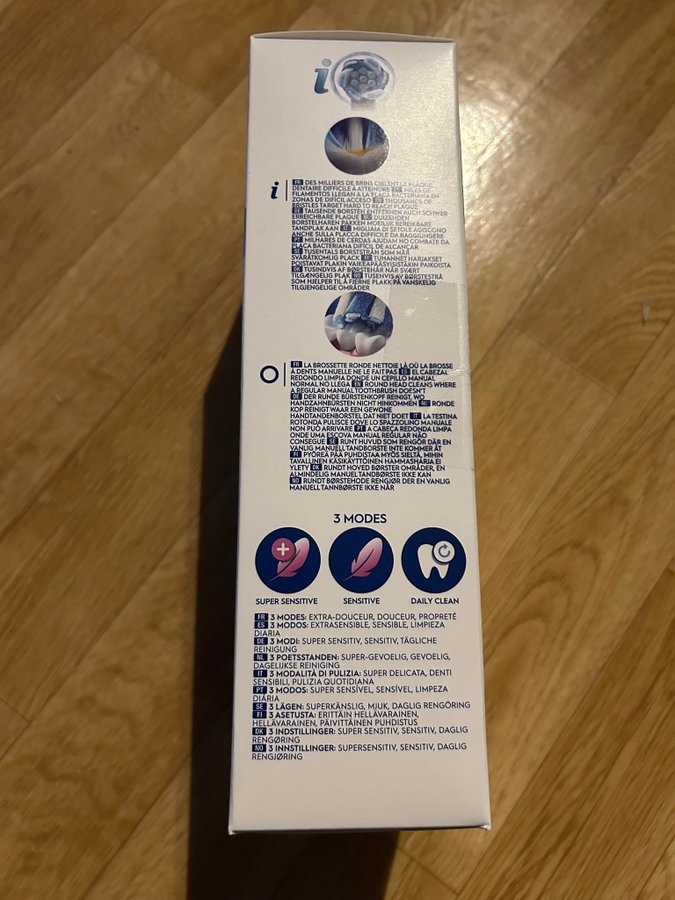 i
i
FR DES MILLIERS DE BRINS CIBLENT LA PLAQUE
DENTAIRE DIFFICILE À ATTEINDRE ES MILES DE
FILAMENTOS LLEGAN A LA PLACA BACTERIANA EN
ZONAS DE DIFÍCIL ACCESO EN THOUSANDS OF
BRISTLES TARGET HARD TO REACH PLAQUE
DE TAUSENDE BORSTEN ENTFERNEN AUCH SCHWER
ERREICHBARE PLAQUE NL DUIZENDEN
BORSTELHAREN PAKKEN MOEILIJK BEREIKBARE
TANDPLAK AAN IT MIGLIAIA DI SETOLE AGISCONO
ANCHE SULLA PLACCA DIFFICILE DA RAGGIUNGERE
PT MILHARES DE CERDAS AJUDAM NO COMBATE DA
PLACA BACTERIANA DIFÍCIL DE ALCANÇAR
SE TUSENTALS BORSTSTRÅN SOM NÅR
SVÅRÅTKOMLIG PLACK FI TUHANNET HARJAKSET
POISTAVAT PLAKIN VAIKEAPÄÄSYISISTÄKIN PAIKOISTA
DK TUSINDVIS AF BØRSTEHÅR NÅR SVÆRT
TILGÆNGELIG PLAK NO TUSENVIS AV BØRSTESTRÅ
SOM HJELPER TIL Å FJERNE PLAKK PÅ VANSKELIG
TILGJENGELIGE OMRÅDER
O
FR LA BROSSETTE RONDE NETTOIE LÀ OÙ LA BROSSE
À DENTS MANUELLE NE LE FAIT PAS ES EL CABEZAL
REDONDO LIMPIA DONDE UN CEPILLO MANUAL
NORMAL NO LLEGA EN ROUND HEAD CLEANS WHERE
A REGULAR MANUAL TOOTHBRUSH DOESN'T
DE DER RUNDE BÜRSTENKOPF REINIGT, WO
HANDZAHNBÜRSTEN NICHT HINKOMMEN NL RONDE
KOP REINIGT WAAR EEN GEWONE
HANDTANDENBORSTEL DAT NIET DOET IT LA TESTINA
ROTONDA PULISCE DOVE LO SPAZZOLINO MANUALE
NON PUÒ ARRIVARE PT A CABEÇA REDONDA LIMPA
ONDE UMA ESCOVA MANUAL REGULAR NÃO
CONSEGUE SE RUNT HUVUD SOM RENGÖR DÄR EN
VANLIG MANUELL TANDBORSTE INTE KOMMER ÅT
FI PYÖREÄ PÄÄ PUHDISTAA MYÖS SIELTÄ, MIHIN
TAVALLINEN KÄSIKÄYTTÖINEN HAMMASHARJA EI
YLETY DK RUNDT HOVED BØRSTER OMRÅDER, EN
ALMINDELIG MANUEL TANDBØRSTE IKKE KAN
NO RUNDT BØRSTEHODE RENGJØR DER EN VANLIG
MANUELL TANNBØRSTE IKKE NÅR
3 MODES
SUPER SENSITIVE SENSITIVE DAILY CLEAN
FR 3 MODES: EXTRA-DOUCEUR, DOUCEUR, PROPRETÉ
ES 3 MODOS: EXTRASENSIBLE, SENSIBLE, LIMPIEZA
DIARIA
DE 3 MODI: SUPER SENSITIV, SENSITIV, TÄGLICHE
REINIGUNG
NL 3 POETSSTANDEN: SUPER-GEVOELIG, GEVOELIG,
DAGELIJKSE REINIGING
IT 3 MODALITÀ DI PULIZIA: SUPER DELICATA, DENTI
SENSIBILI, PULIZIA QUOTIDIANA
PT 3 MODOS: SUPER SENSÍVEL, SENSÍVEL, LIMPEZA
DIÁRIA
SE 3 LÄGEN: SUPERKÄNSLIG, MJUK, DAGLIG RENGÖRING
FI 3 ASETUSTA: ERITTÄIN HELLÄVARAINEN,
HELLÄVARAINEN, PÄIVITTÄINEN PUHDISTUS
DK 3 INDSTILLINGER: SUPER SENSITIV, SENSITIV, DAGLIG
RENGØRING
NO 3 INNSTILLINGER: SUPERSENSITIV, SENSITIV, DAGLIG
RENGJØRING